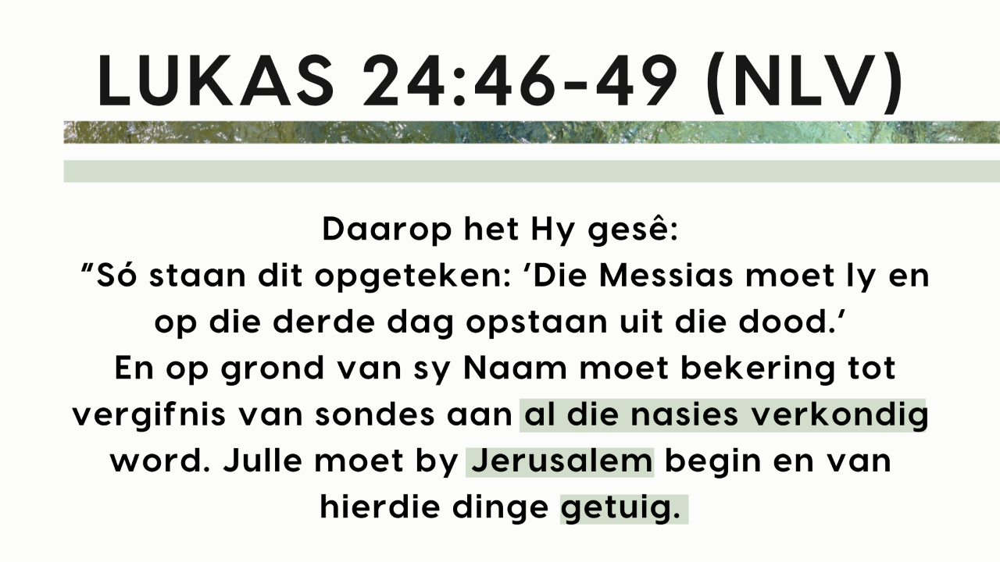 LUKAS 24:46-49 (NLV)
Daarop het Hy gesê:
"Só staan dit opgeteken: 'Die Messias moet ly en
op die derde dag opstaan uit die dood.'
En op grond van sy Naam moet bekering tot
vergifnis van sondes aan al die nasies verkondig
word. Julle moet by Jerusalem begin en van
hierdie dinge getuig.